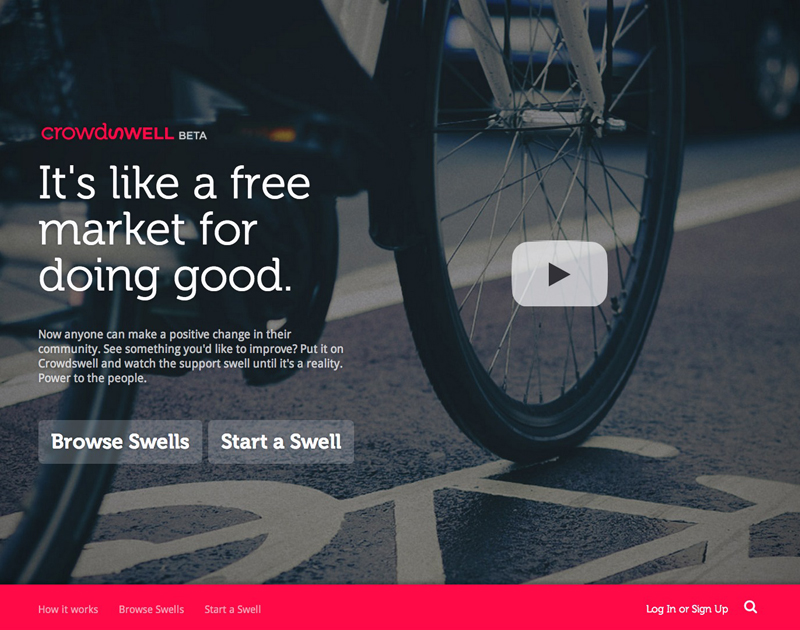 crowdsWELL BETA
It's like a free
market for
doing good.
Now anyone can make a positive change in their
community. See something you'd like to improve? Put it on
Crowdswell and watch the support swell until it's a reality.
Power to the people.
Browse Swells Start a Swell
How it works Browse Swells Start a Swell Log In or Sign Up